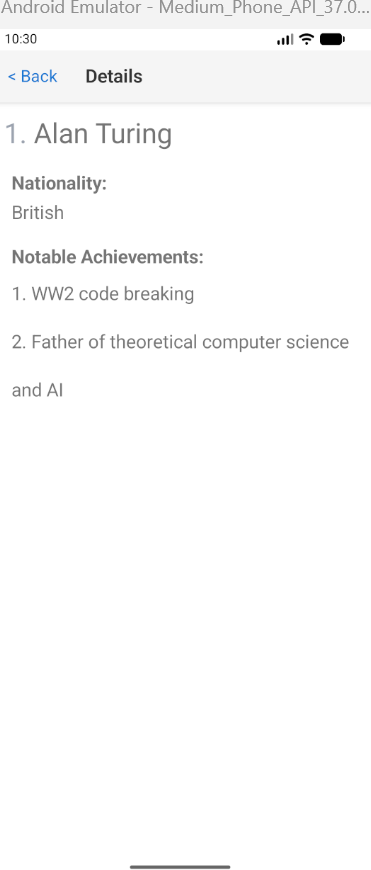 Android Emulator - Medium_Phone_API_37.0...
10:30
< Back Details
1. Alan Turing
Nationality:
British
Notable Achievements:
1. WW2 code breaking
2. Father of theoretical computer science
and AI